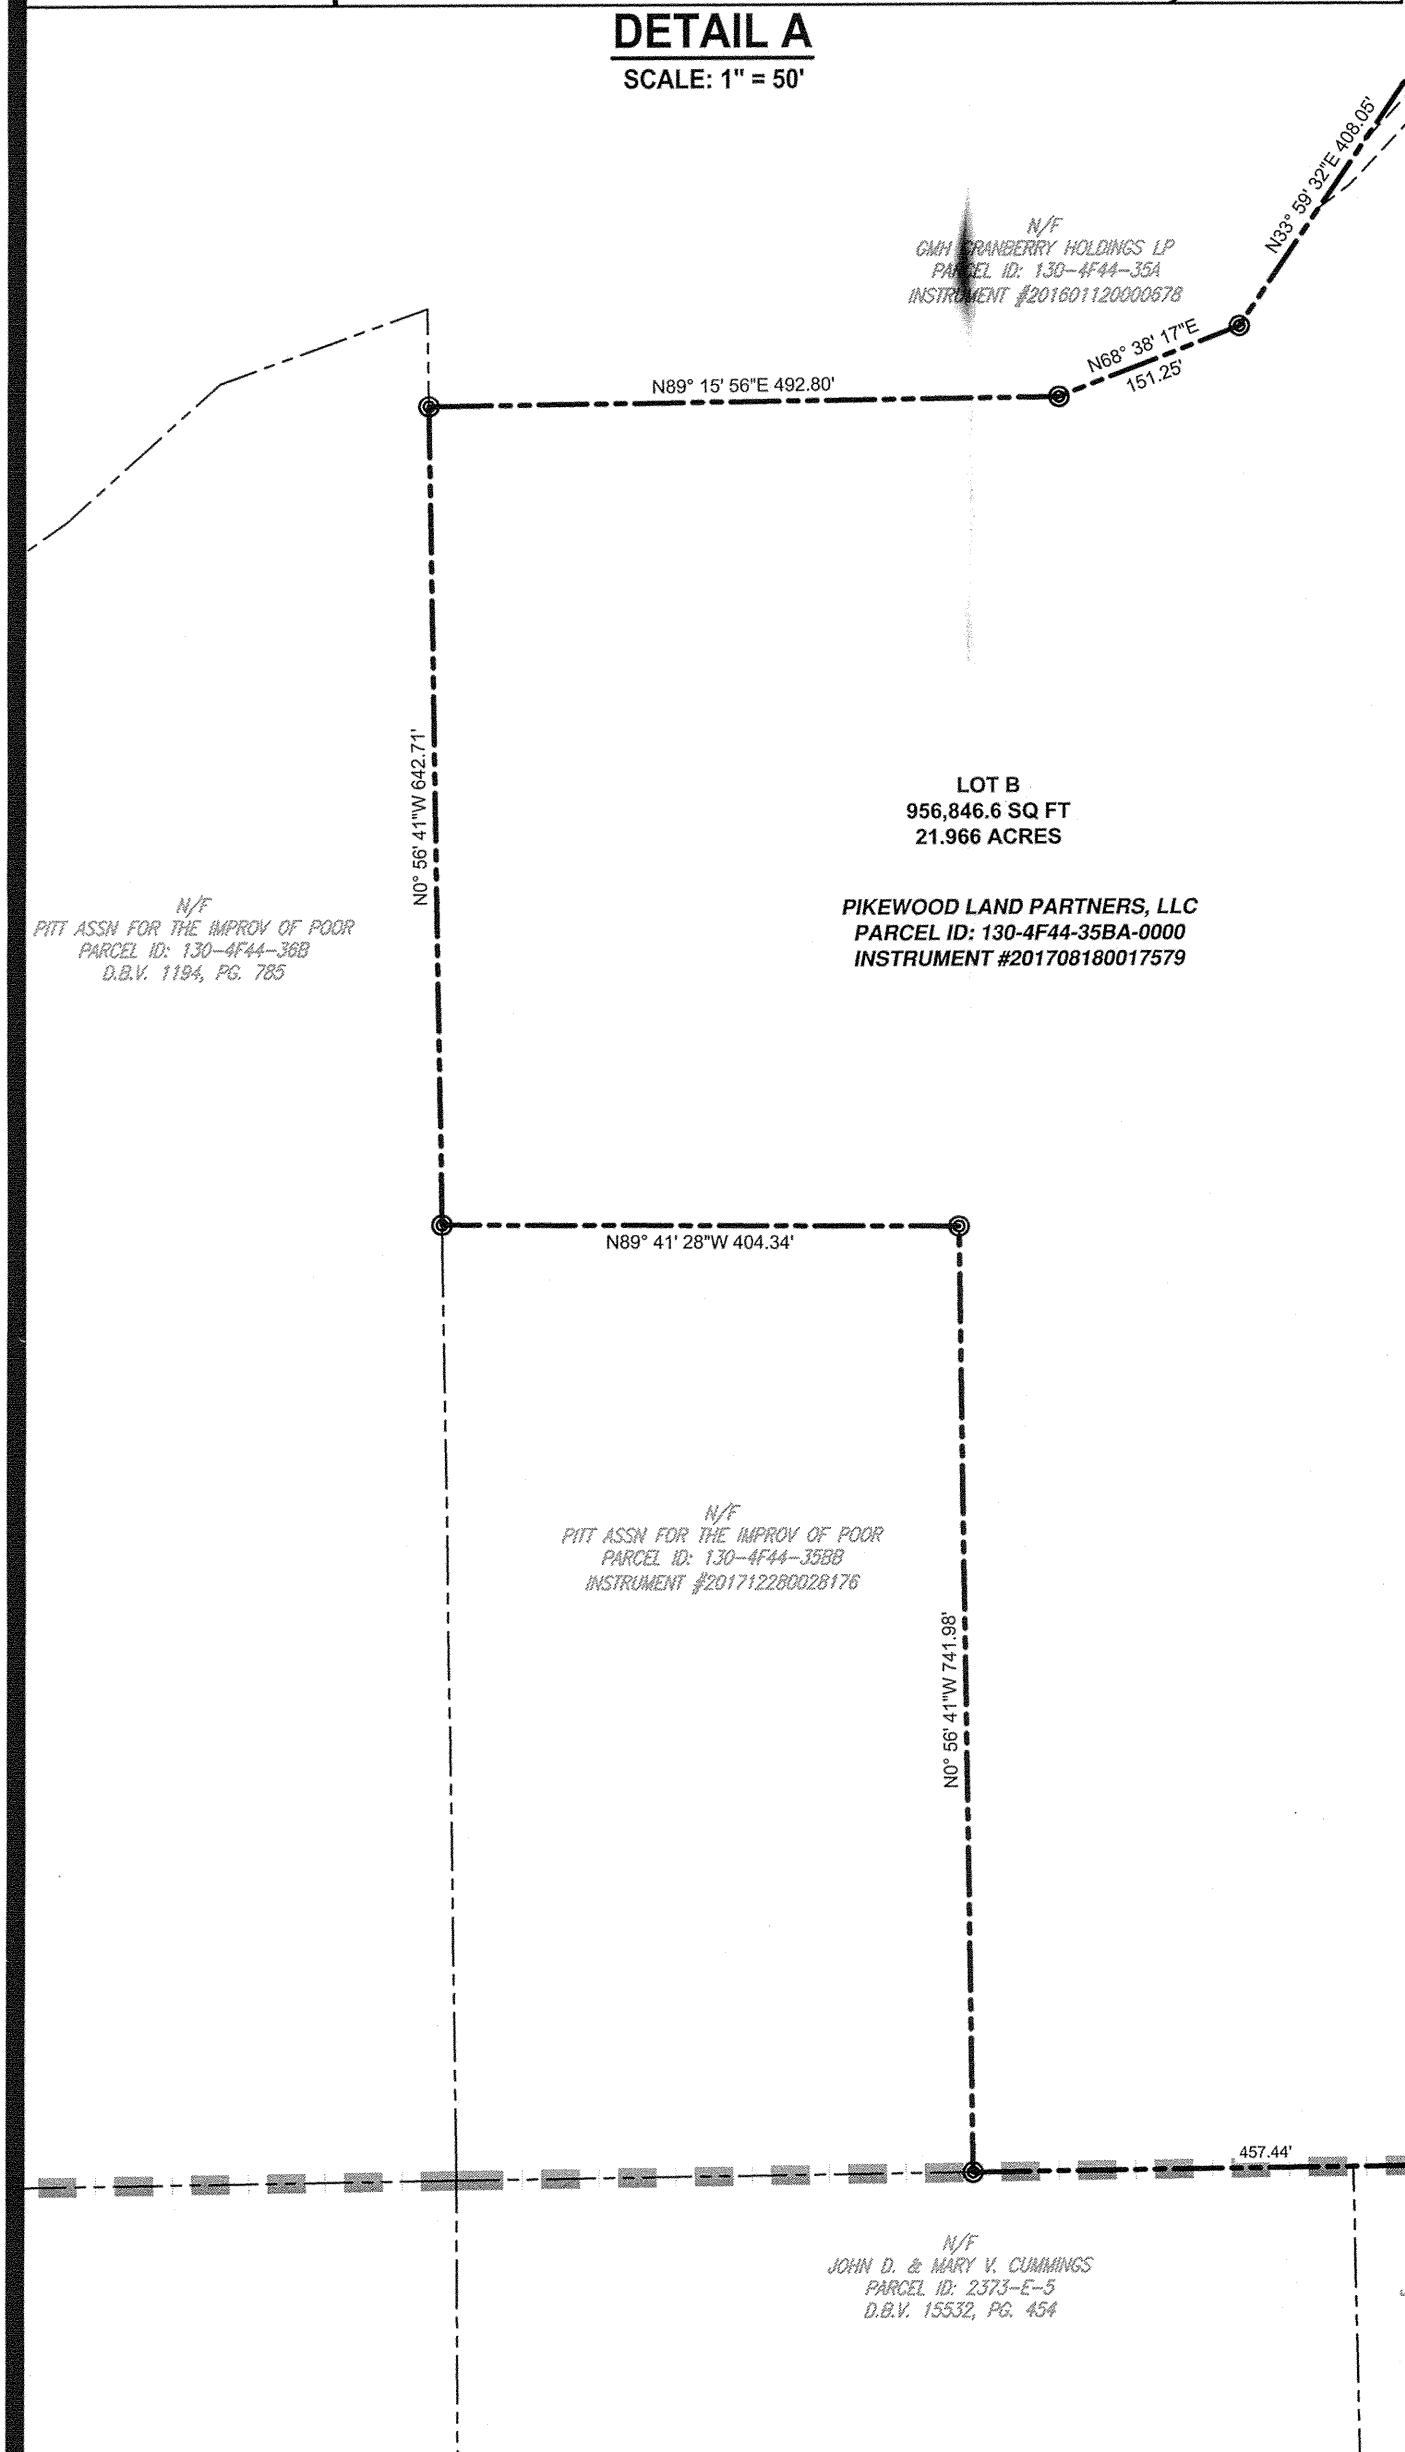 DETAIL A
SCALE: 1" = 50'
N33° 59' 32"E 408.05'
N/F
GMH CRANBERRY HOLDINGS LP
PARCEL ID: 130-4F44-35A
INSTRUMENT #201601120000678
N68° 38' 17"E
151.25'
N89° 15' 56"E 492.80'
N0° 56' 41"W 642.71'
LOT B
956,846.6 SQ FT
21.966 ACRES
PIKEWOOD LAND PARTNERS, LLC
PARCEL ID: 130-4F44-35BA-0000
INSTRUMENT #201708180017579
N/F
PITT ASSN FOR THE IMPROV OF POOR
PARCEL ID: 130-4F44-36B
D.B.V. 1194, PG. 785
N89° 41' 28"W 404.34'
N/F
PITT ASSN FOR THE IMPROV OF POOR
PARCEL ID: 130-4F44-35BB
INSTRUMENT #201712280028176
N0° 56' 41"W 741.98'
457.44'
N/F
JOHN D. & MARY V. CUMMINGS
PARCEL ID: 2373-E-5
D.B.V. 15532, PG. 454